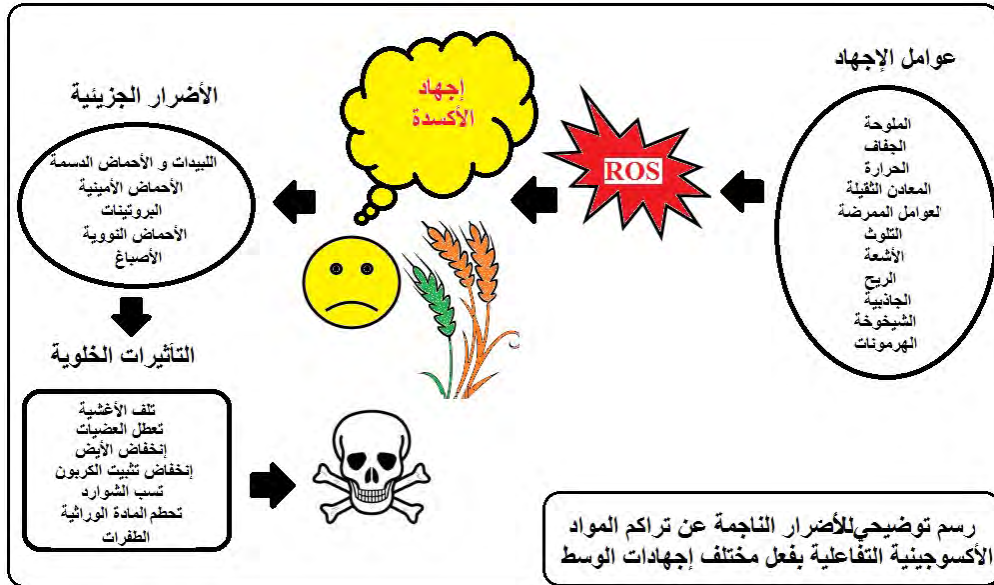 عوامل الإجهاد
الملوحة
الجفاف
الحرارة
المعادن الثقيلة
العوامل الممرضة
التلوث
الأشعة
الريح
الجاذبية
الشيخوخة
الهرمونات
ROS
إجهاد
الأكسدة
الأضرار الجزيئية
اللبيدات و الأحماض الدسمة
الأحماض الأمينية
البروتينات
الأحماض النووية
الأصباغ
التأثيرات الخلوية
تلف الأغشية
تعطل العضيات
إنخفاض الأيض
إنخفاض تثبيت الكربون
تسب الشوارد
تحطم المادة الوراثية
الطفرات
رسم توضيحي للأضرار الناجمة عن تراكم المواد
الأكسوجينية التفاعلية بفعل مختلف إجهادات الوسط